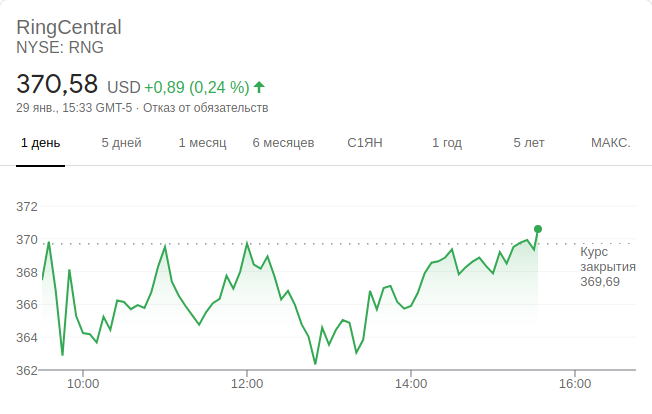 RingCentral
NYSE: RNG
370,58 USD +0,89 (0,24 %)
29 янв., 15:33 GMT-5 · Отказ от обязательств
1 день 5 дней 1 месяц 6 месяцев С1ЯН 1 год 5 лет МАКС.
372
370
Курс
закрытия
369,69
368
366
364
362
10:00 12:00 14:00 16:00